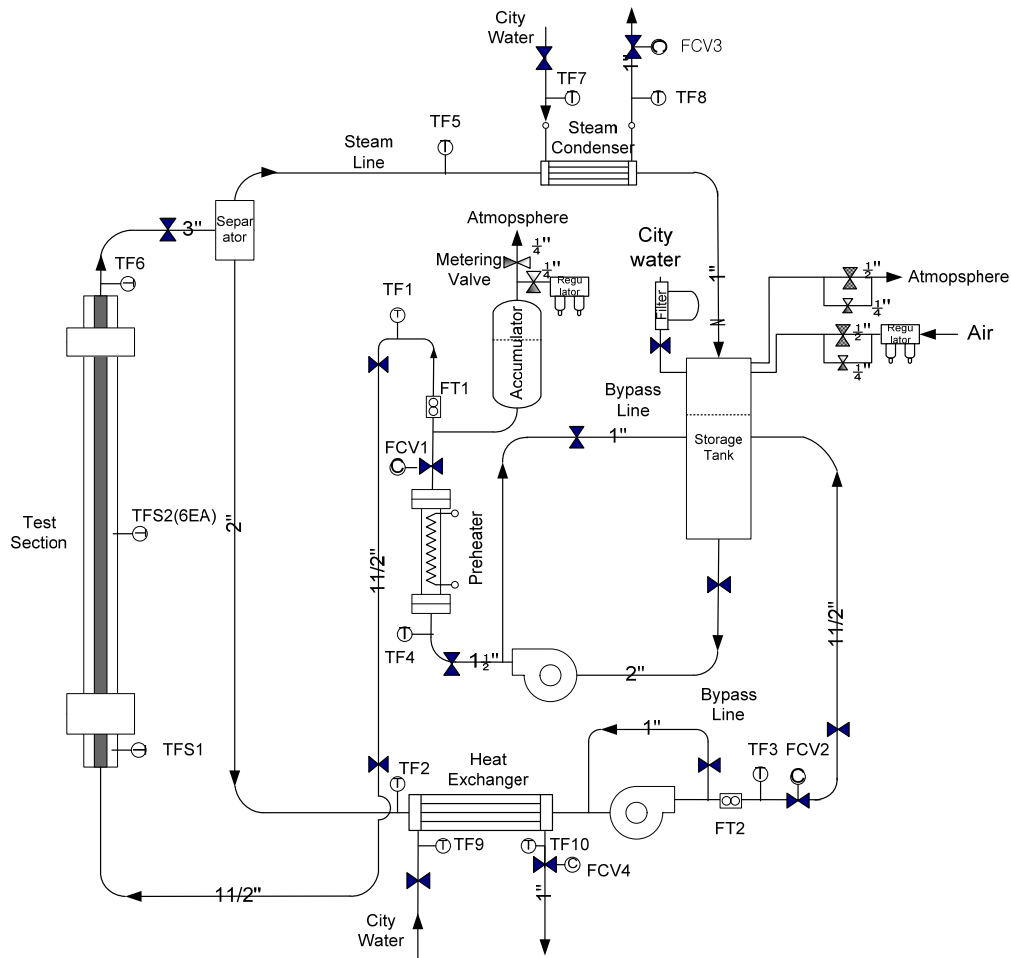 City
Water
FCV3
1"
TF7
TF8
TF5
Steam
Condenser
Steam
Line
Separ
ator
3"
Atmopsphere
1/4"
Metering
Valve
1/4"
Regu
lator
City
water
Filter
1"
N
1/2"
Atmopsphere
1/4"
1/2"
Regu
lator
Air
1/4"
TF6
TF1
Accumulator
FT1
Bypass
Line
1"
Storage
Tank
FCV1
C
Test
Section
TFS2(6EA)
2"
11/2"
Preheater
TF4
1 1/2"
2"
11/2"
Bypass
Line
1"
TFS1
TF2
Heat
Exchanger
TF3
FCV2
C
FT2
T
TF9
T
TF10
C
FCV4
1"
11/2"
City
Water
T
T
T
T
T
T
T
T
T
T
C